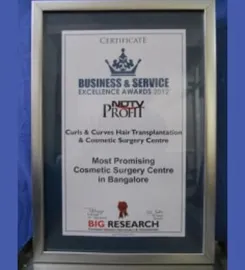 CERTIFICATE
BUSINESS & SERVICE
EXCELLENCE AWARDS 2012
NDTV
PROFIT
Curls & Curves Hair Transplantation
& Cosmetic Surgery Centre
Most Promising
Cosmetic Surgery Centre
in Bangalore
BIG RESEARCH